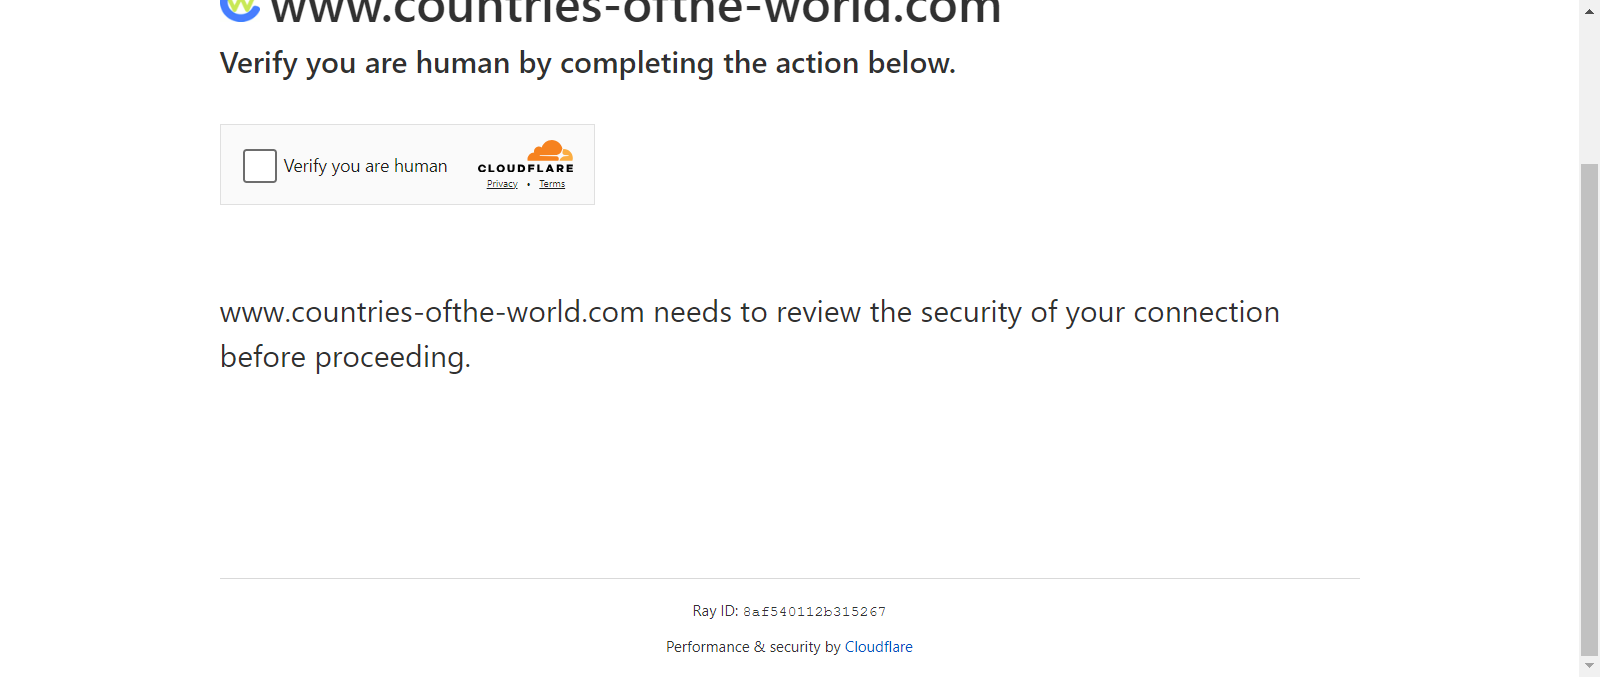 www.countries-ofthe-world.com
Verify you are human by completing the action below.
Verify you are human
CLOUDFLARE
Privacy • Terms
www.countries-ofthe-world.com needs to review the security of your connection
before proceeding.
Ray ID: 8af540112b315267
Performance & security by Cloudflare